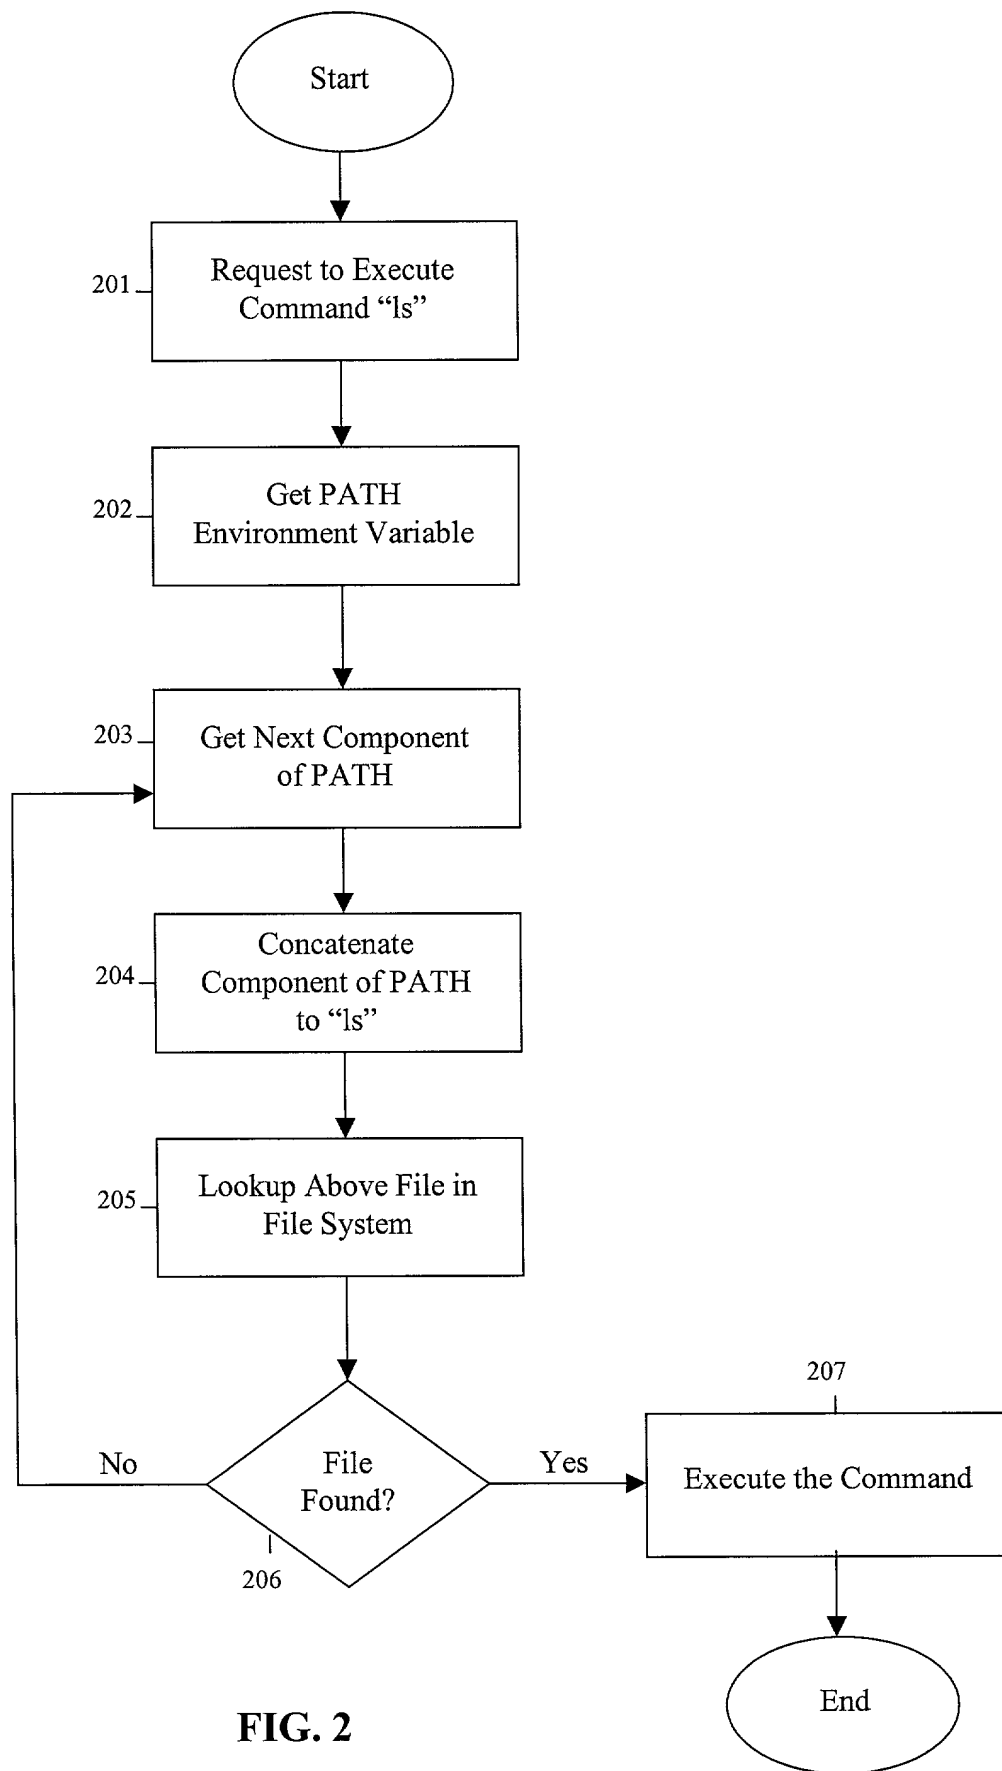 Start
201
Request to Execute
Command “ls”
202
Get PATH
Environment Variable
203
Get Next Component
of PATH
204
Concatenate
Component of PATH
to “ls”
205
Lookup Above File in
File System
No
File
Found?
206
Yes
207
Execute the Command
End
FIG. 2